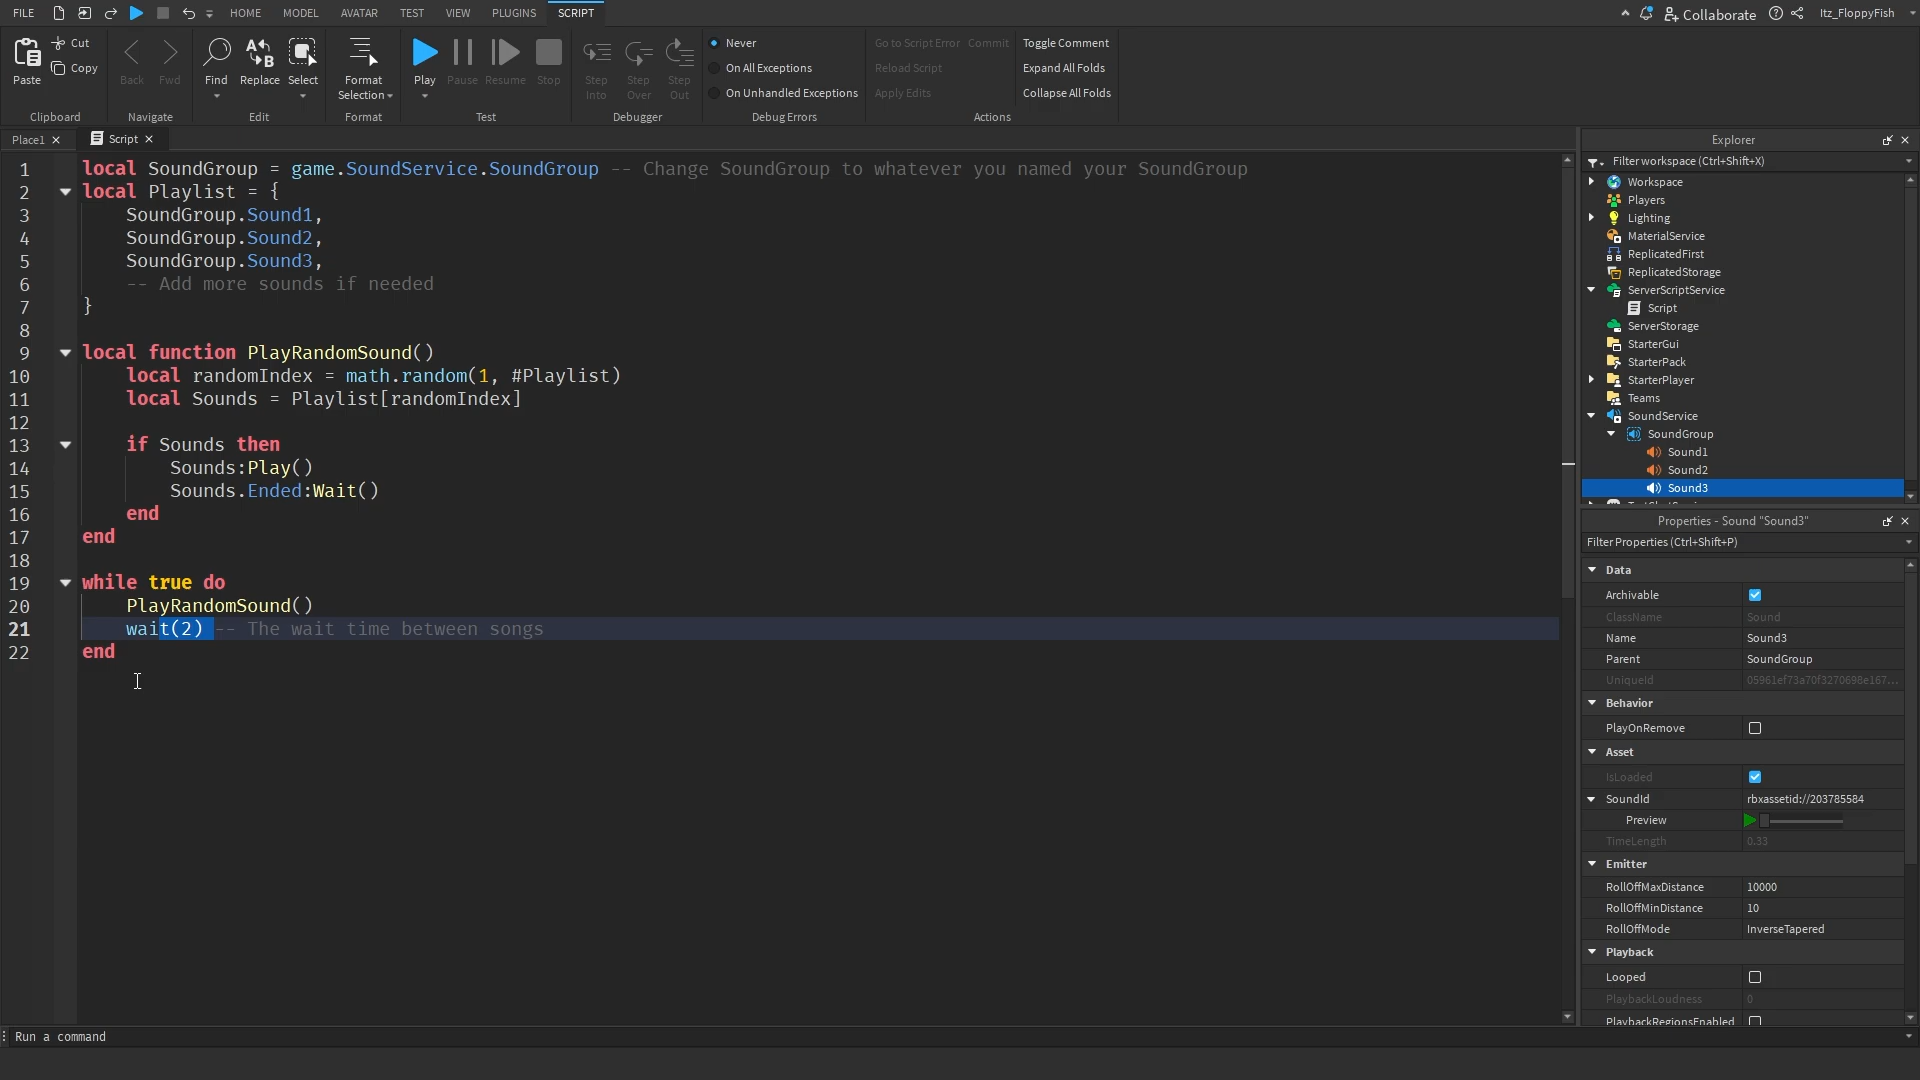 FILE HOME MODEL AVATAR TEST VIEW PLUGINS SCRIPT Collaborate Itz_FloppyFish
Paste Cut Copy
Back Fwd
Find Replace Select
Format Selection
Play Pause Resume Stop
Step Into Step Over Step Out
Never
On All Exceptions
On Unhandled Exceptions
Go to Script Error Commit
Reload Script
Apply Edits
Toggle Comment
Expand All Folds
Collapse All Folds
Clipboard Navigate Edit Format Test Debugger Debug Errors Actions
Place1 Script
1 local SoundGroup = game.SoundService.SoundGroup -- Change SoundGroup to whatever you named your SoundGroup
2 local Playlist = {
3 SoundGroup.Sound1,
4 SoundGroup.Sound2,
5 SoundGroup.Sound3,
6 -- Add more sounds if needed
7 }
8
9 local function PlayRandomSound()
10 local randomIndex = math.random(1, #Playlist)
11 local Sounds = Playlist[randomIndex]
12
13 if Sounds then
14 Sounds:Play()
15 Sounds.Ended:Wait()
16 end
17 end
18
19 while true do
20 PlayRandomSound()
21 wait(2) -- The wait time between songs
22 end
Explorer
Filter workspace (Ctrl+Shift+X)
Workspace
Players
Lighting
MaterialService
ReplicatedFirst
ReplicatedStorage
ServerScriptService
Script
ServerStorage
StarterGui
StarterPack
StarterPlayer
Teams
SoundService
SoundGroup
Sound1
Sound2
Sound3
Properties - Sound "Sound3"
Filter Properties (Ctrl+Shift+P)
Data
Archivable
ClassName Sound
Name Sound3
Parent SoundGroup
UniqueId 05961ef73a70f3270698e167...
Behavior
PlayOnRemove
Asset
IsLoaded
SoundId rbxassetid://203785584
Preview
TimeLength 0.33
Emitter
RollOffMaxDistance 10000
RollOffMinDistance 10
RollOffMode InverseTapered
Playback
Looped
PlaybackLoudness 0
PlaybackRegionsEnabled
Run a command